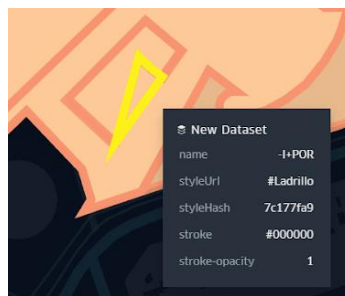 New Dataset
name -I+POR
styleUrl #Ladrillo
styleHash 7c177fa9
stroke #000000
stroke-opacity 1